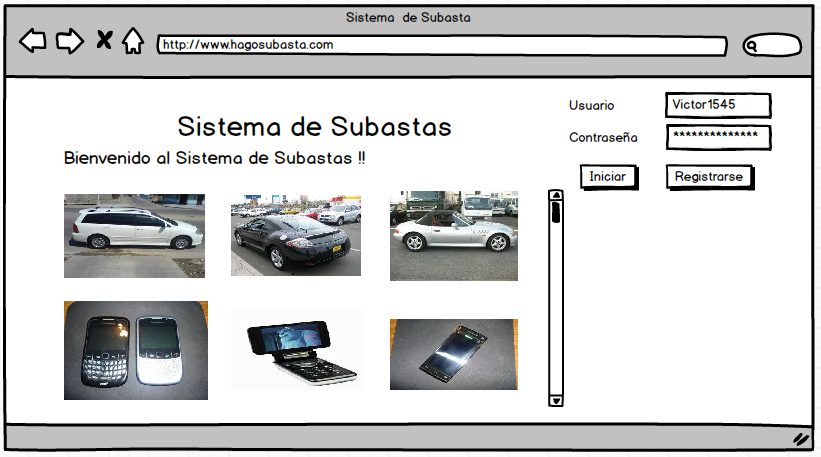 Sistema de Subasta
http://www.hagosubasta.com
Usuario
Victor1545
Contraseña
**************
Iniciar
Registrarse
Sistema de Subastas
Bienvenido al Sistema de Subastas !!